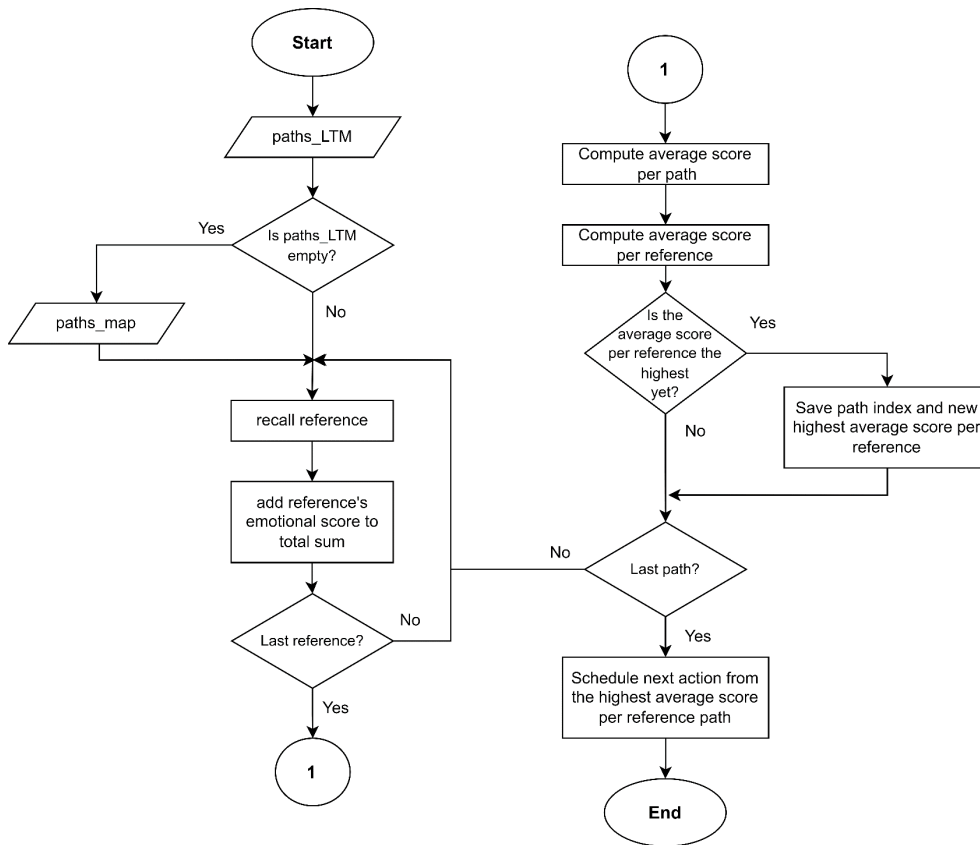 Start
paths_LTM
Is paths_LTM
empty?
Yes
No
paths_map
recall reference
add reference's
emotional score to
total sum
Last reference?
No
Yes
1
1
Compute average score
per path
Compute average score
per reference
Is the
average score
per reference the
highest
yet?
Yes
No
Save path index and new
highest average score per
reference
Last path?
No
Yes
Schedule next action from
the highest average score
per reference path
End